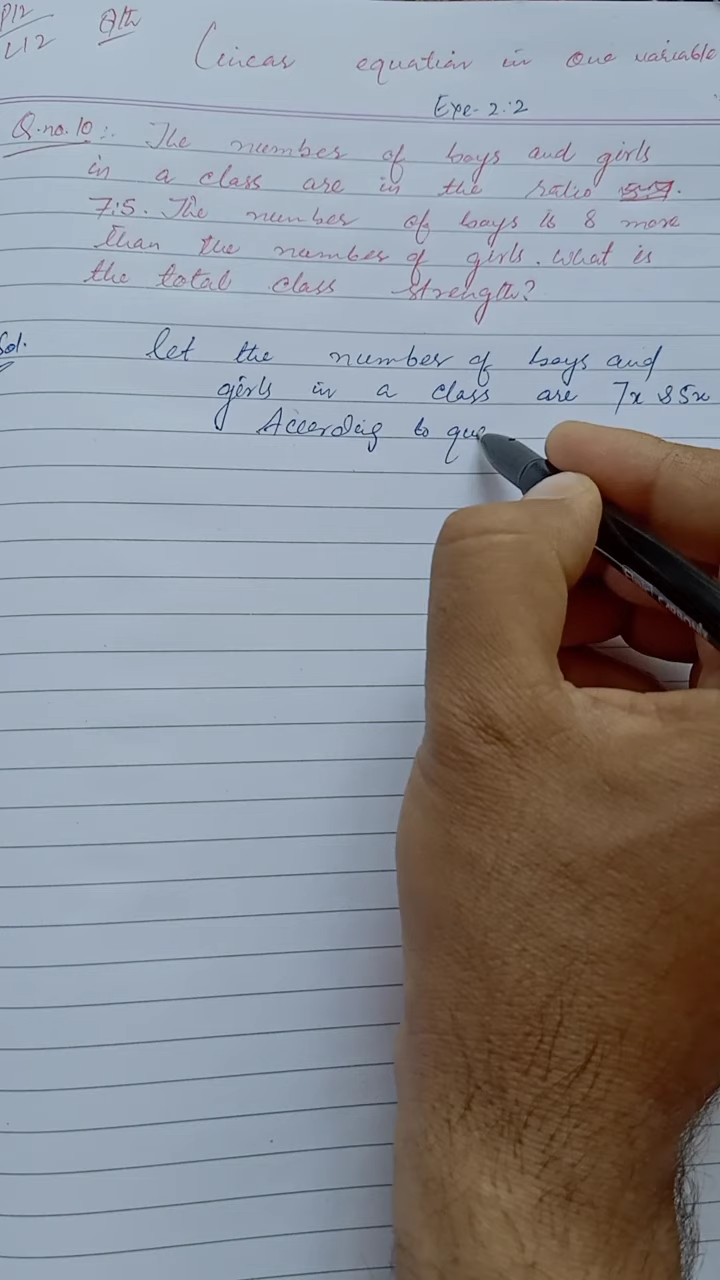 P12
L12
8th
Linear equation in one variable
Exe- 2.2
Q.no.10:. The number of boys and girls
in a class are in the ratio
7:5. The number of boys is 8 more
than the number of girls. What is
the total class strength?
Sol. let the number of boys and
girls in a class are 7x & 5x
According to que